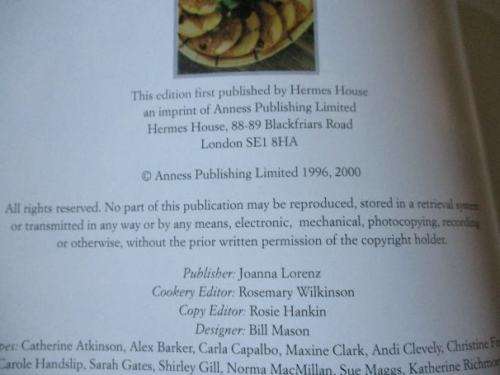 This edition first published by Hermes House
an imprint of Anness Publishing Limited
Hermes House, 88-89 Blackfriars Road
London SE1 8HA
© Anness Publishing Limited 1996, 2000
All rights reserved. No part of this publication may be reproduced, stored in a retrieval system
or transmitted in any way or by any means, electronic, mechanical, photocopying, recording
or otherwise, without the prior written permission of the copyright holder.
Publisher: Joanna Lorenz
Cookery Editor: Rosemary Wilkinson
Copy Editor: Rosie Hankin
Designer: Bill Mason
Catherine Atkinson, Alex Barker, Carla Capalbo, Maxine Clark, Andi Clevely, Christine
Carole Handslip, Sarah Gates, Shirley Gill, Norma MacMillan, Sue Maggs, Katherine